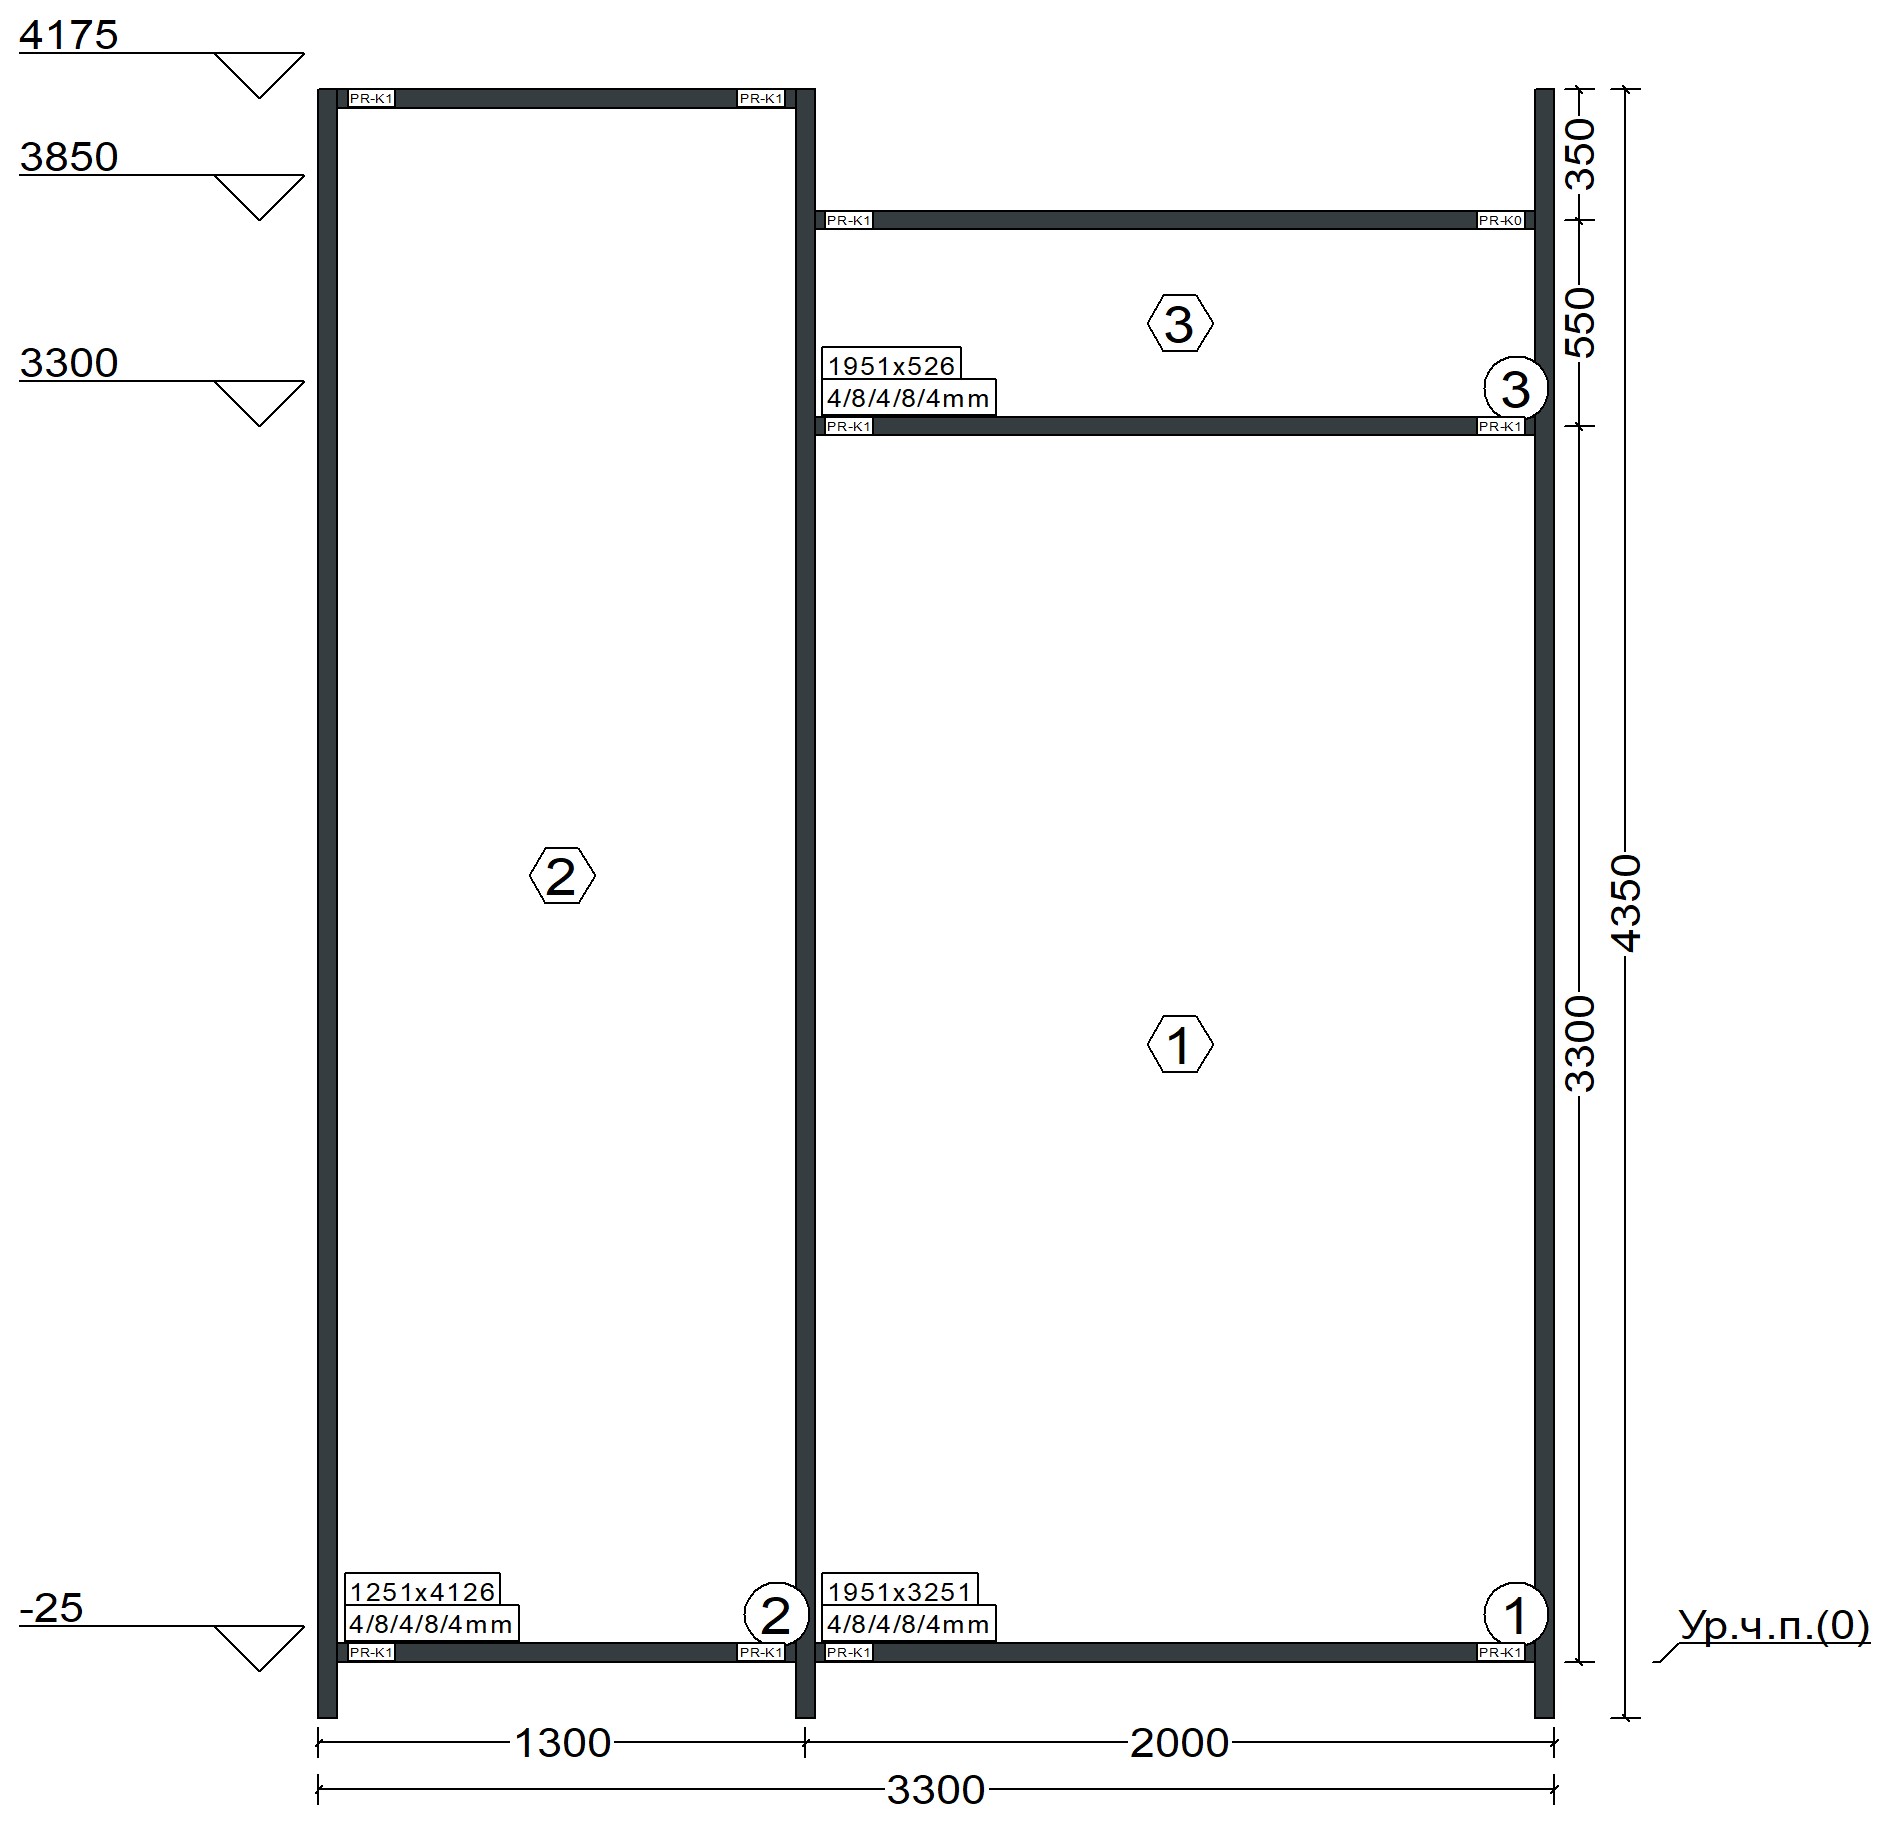 4175
PR-K1
PR-K1
350
3850
PR-K1
PR-K0
3
550
3300
1951x526
4/8/4/8/4mm
3
PR-K1
PR-K1
2
4350
3300
1
-25
1251x4126
4/8/4/8/4mm
2
1951x3251
4/8/4/8/4mm
1
Ур.ч.п.(0)
PR-K1
PR-K1
PR-K1
PR-K1
1300
2000
3300